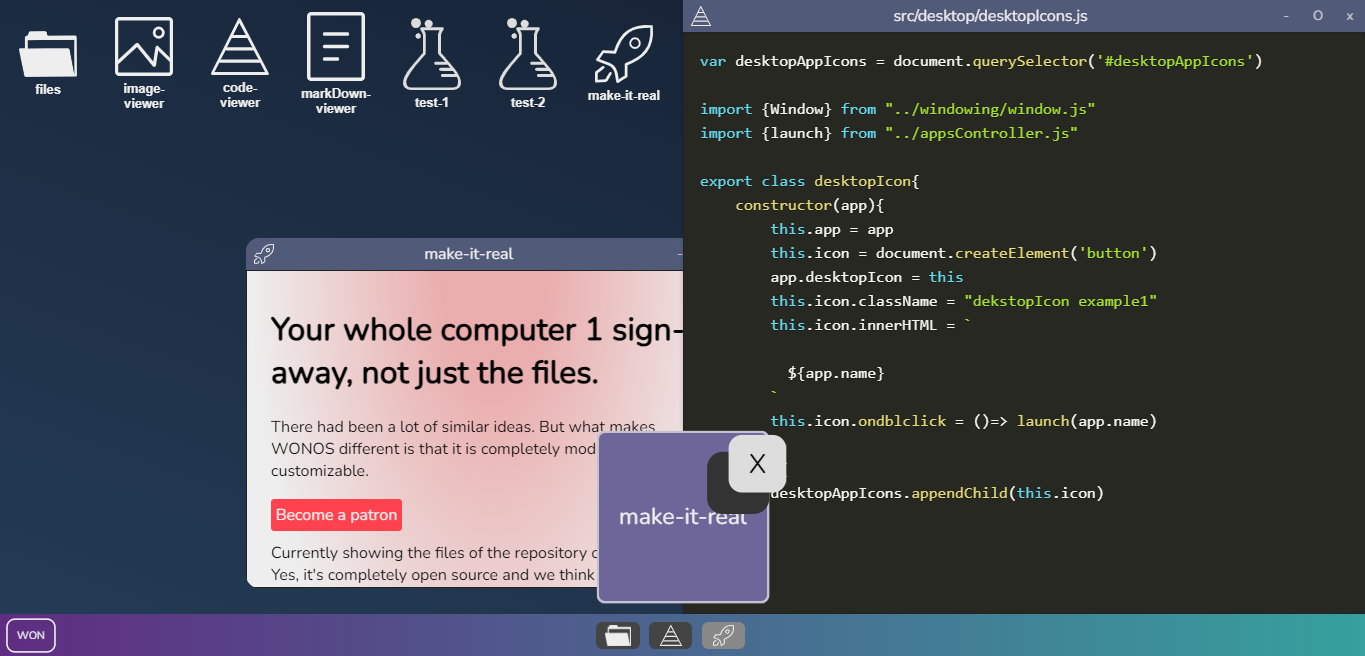 files
image-
viewer
code-
viewer
markDown-
viewer
test-1
test-2
make-it-real
src/desktop/desktopIcons.js
- O x
var desktopAppIcons = document.querySelector('#desktopAppIcons')
import {Window} from "../windowing/window.js"
import {launch} from "../appsController.js"
export class desktopIcon{
constructor(app){
this.app = app
this.icon = document.createElement('button')
app.desktopIcon = this
this.icon.className = "dekstopIcon example1"
this.icon.innerHTML = `
${app.name}
`
this.icon.ondblclick = ()=> launch(app.name)
desktopAppIcons.appendChild(this.icon)
make-it-real
-
Your whole computer 1 sign-
away, not just the files.
There had been a lot of similar ideas. But what makes
WONOS different is that it is completely mod
customizable.
Become a patron
Currently showing the files of the repository
Yes, it's completely open source and we think
X
make-it-real
WON